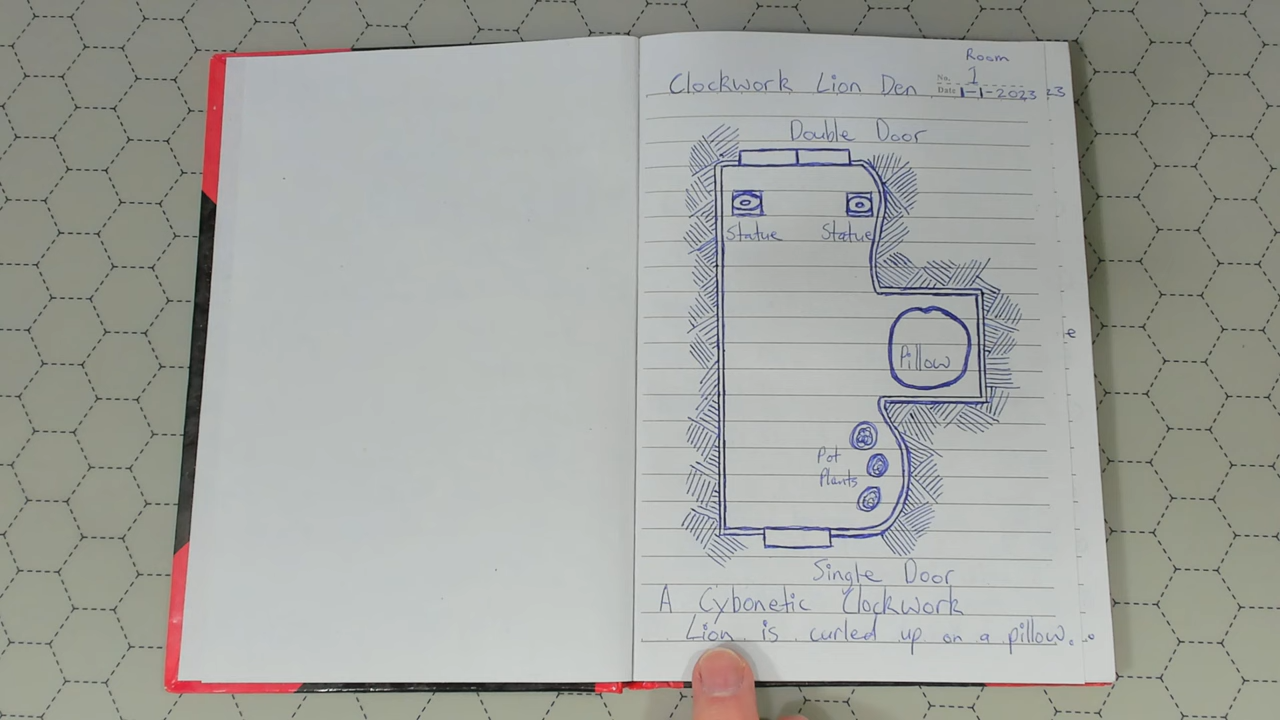 Room
Clockwork Lion Den
No. 1
Date 1-1-2023 23
Double Door
Statue Statue
e
Pillow
Pot
Plants
Single Door
A Cybonetic Clockwork
Lion is curled up on a pillow.